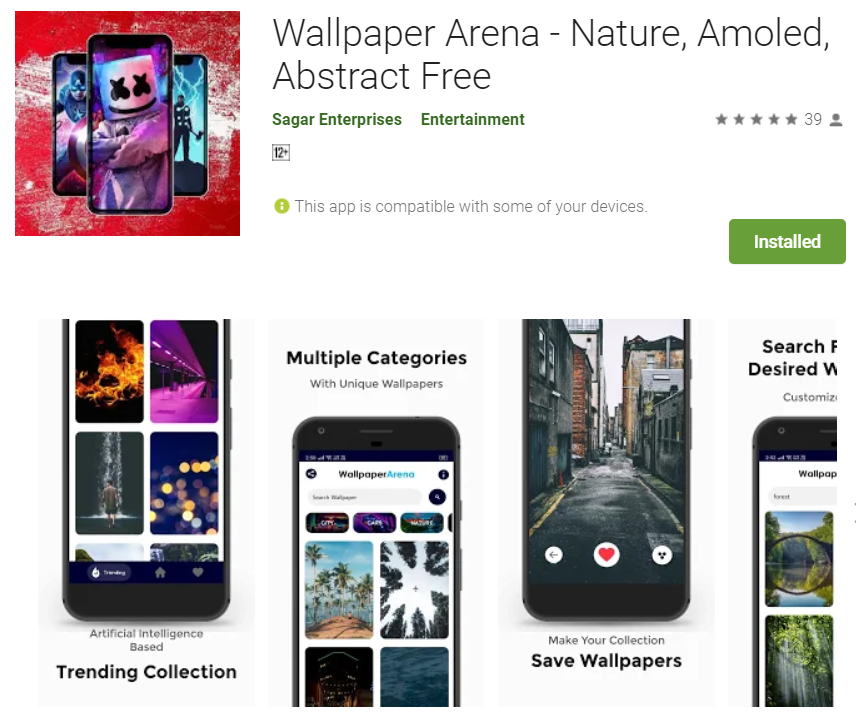 Wallpaper Arena - Nature, Amoled,
Abstract Free
Sagar Enterprises Entertainment 39
12+
This app is compatible with some of your devices.
Installed
Trending
Artificial Intelligence
Based
Trending Collection
Multiple Categories
With Unique Wallpapers
WallpaperArena
Search Wallpaper
CITY CARS NATURE
Make Your Collection
Save Wallpapers
Search F
Desired W
Customize
Wallpap
forest